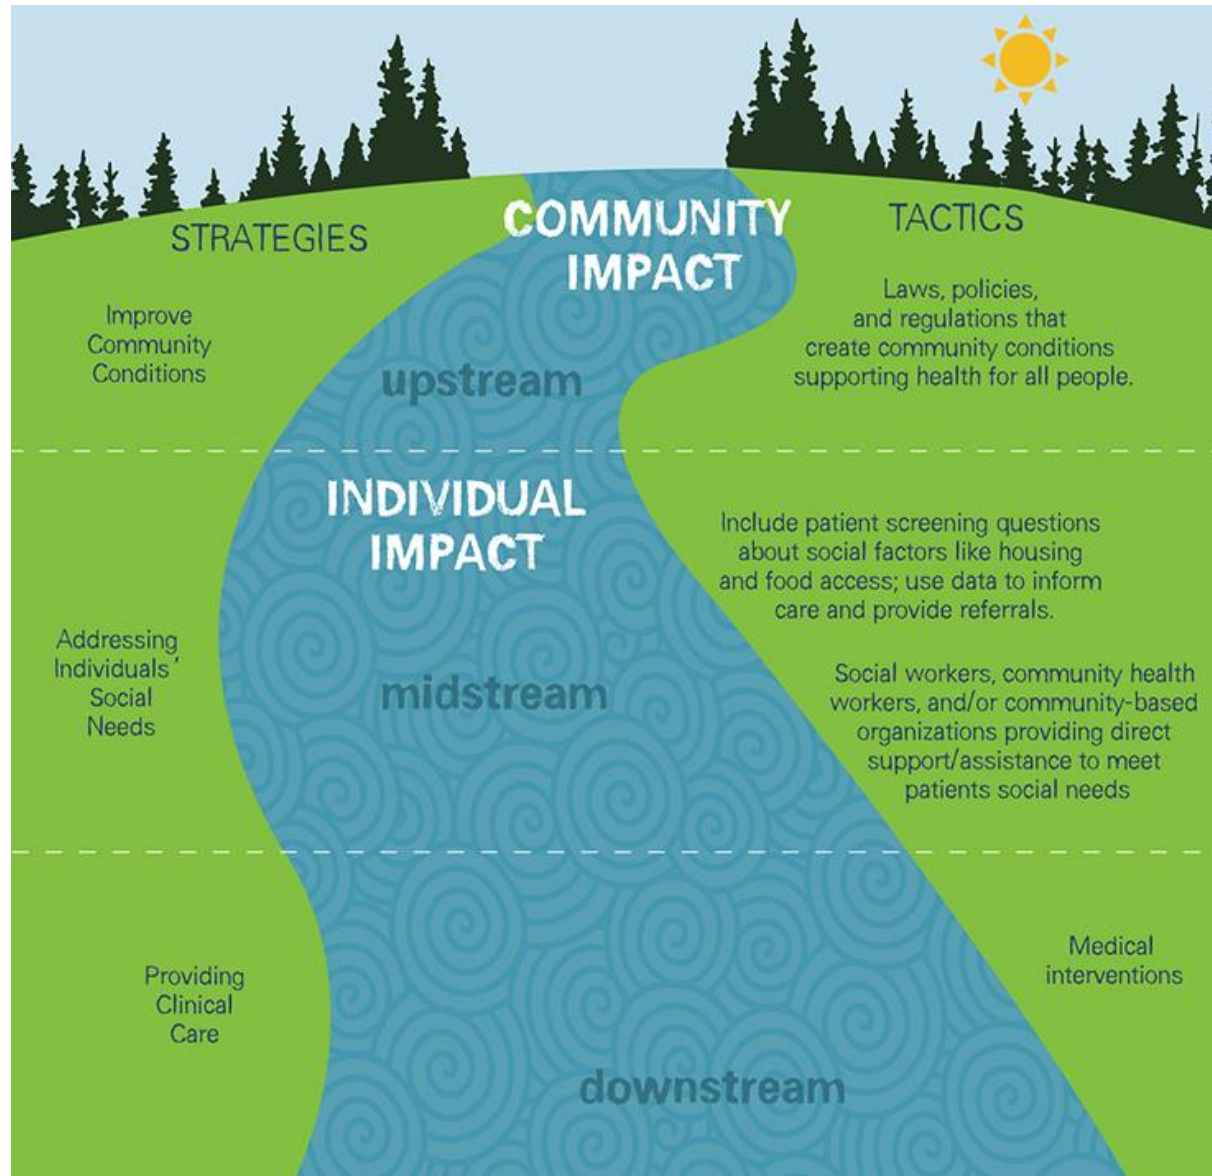 STRATEGIES
COMMUNITY
IMPACT
TACTICS
Improve
Community
Conditions
upstream
Laws, policies,
and regulations that
create community conditions
supporting health for all people.
INDIVIDUAL
IMPACT
Addressing
Individuals'
Social
Needs
midstream
Include patient screening questions
about social factors like housing
and food access; use data to inform
care and provide referrals.
Social workers, community health
workers, and/or community-based
organizations providing direct
support/assistance to meet
patients social needs
Providing
Clinical
Care
downstream
Medical
interventions